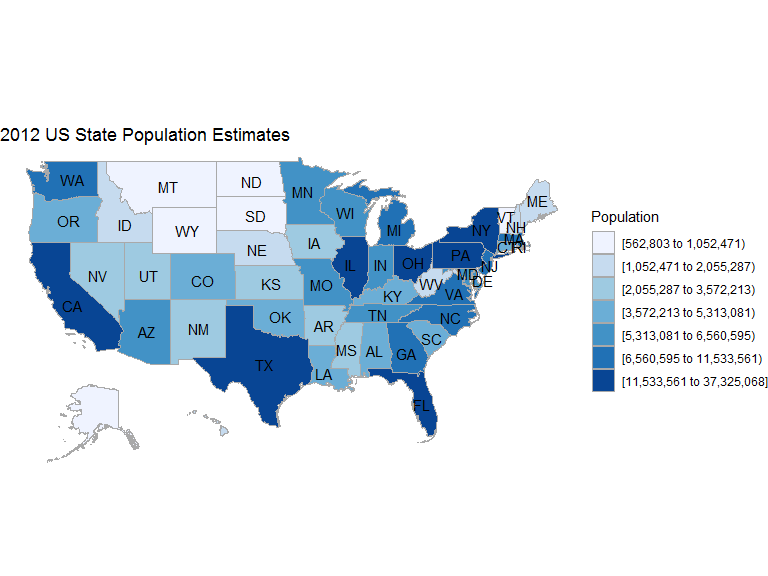 2012 US State Population Estimates
WA
MT
ND
MN
ME
OR
ID
SD
WI
MI
VT
NH
NY
MA
WY
IA
CT
RI
NE
PA
NJ
NV
UT
CO
IL
IN
OH
MD
DE
CA
KS
MO
KY
WV
VA
AZ
NM
OK
TN
NC
AR
SC
TX
LA
MS
AL
GA
FL
Population
[562,803 to 1,052,471)
[1,052,471 to 2,055,287)
[2,055,287 to 3,572,213)
[3,572,213 to 5,313,081)
[5,313,081 to 6,560,595)
[6,560,595 to 11,533,561)
[11,533,561 to 37,325,068]